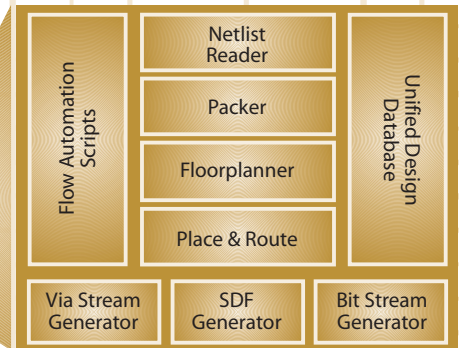 Flow Automation
Scripts
Netlist
Reader
Packer
Floorplanner
Place & Route
Unified Design
Database
Via Stream
Generator
SDF
Generator
Bit Stream
Generator